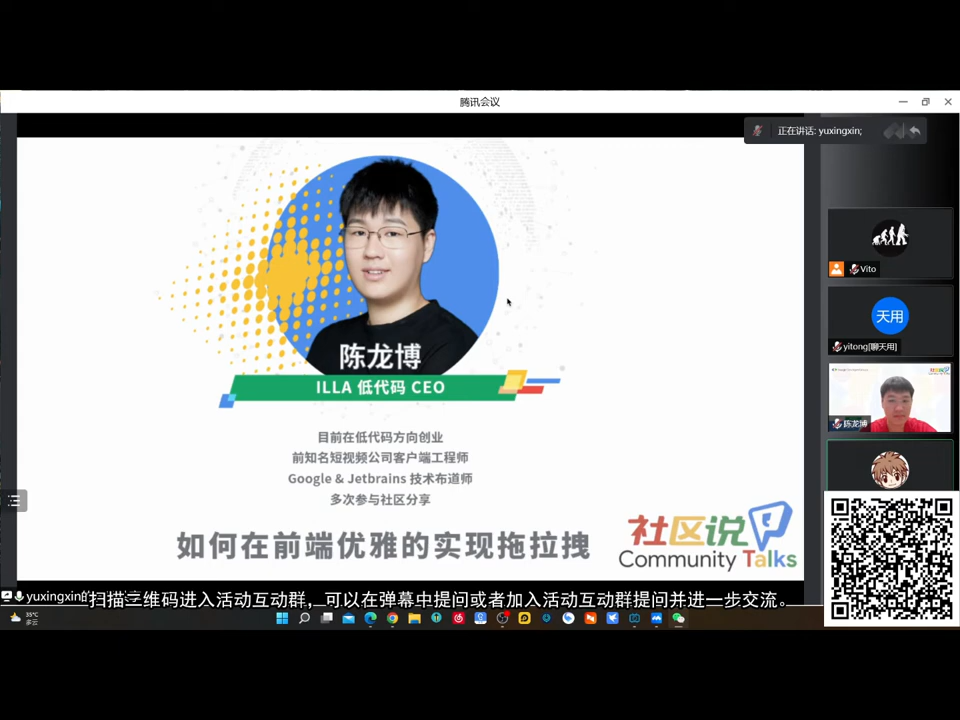 腾讯会议
正在讲话: yuxingxin;
陈龙博
ILLA 低代码 CEO
目前在低代码方向创业
前知名短视频公司客户端工程师
Google & Jetbrains 技术布道师
多次参与社区分享
如何在前端优雅的实现拖拉拽
社区说
Community Talks
Vito
天用
yitong[聊天用]
陈龙博
yuxingxin的
扫描二维码进入活动互动群，可以在弹幕中提问或者加入活动互动群提问并进一步交流。
35°C
多云